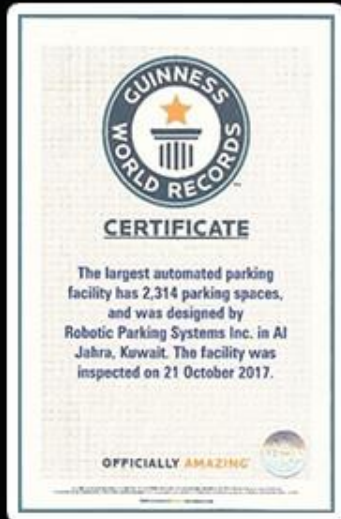 GUINNESS
WORLD RECORDS
CERTIFICATE
The largest automated parking
facility has 2,314 parking spaces,
and was designed by
Robotic Parking Systems Inc. in Al
Jahra, Kuwait. The facility was
inspected on 21 October 2017.
OFFICIALLY AMAZING